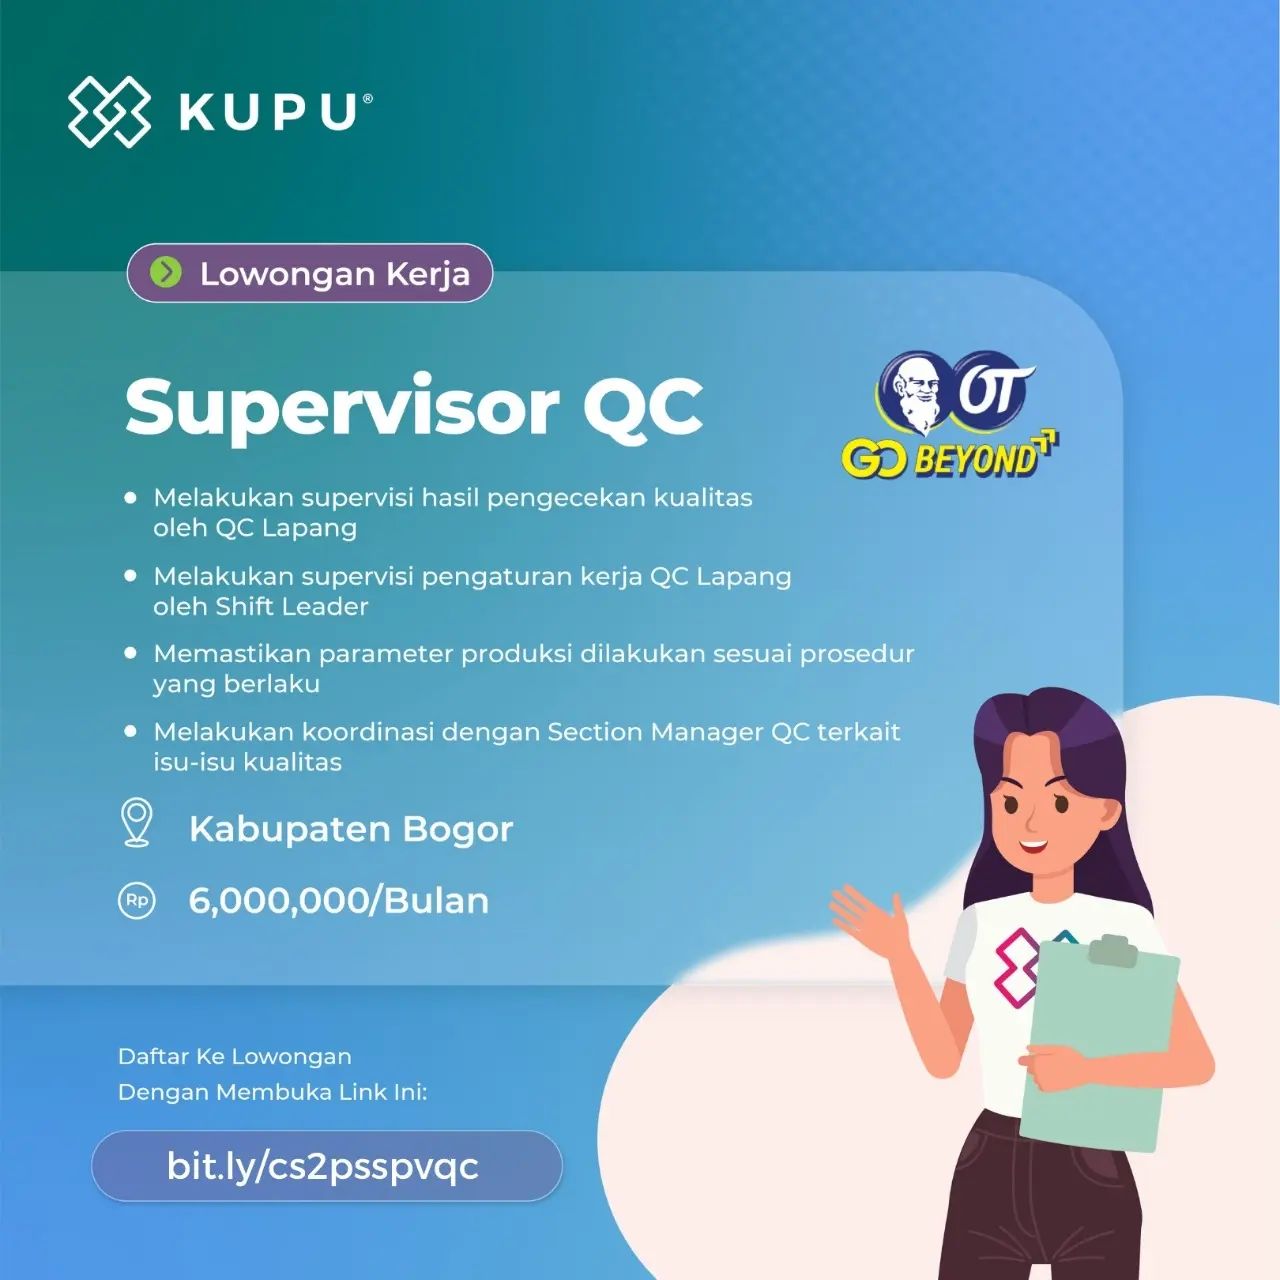 KUPU®
Lowongan Kerja
Supervisor QC
OT
GO BEYOND
• Melakukan supervisi hasil pengecekan kualitas
oleh QC Lapang
• Melakukan supervisi pengaturan kerja QC Lapang
oleh Shift Leader
• Memastikan parameter produksi dilakukan sesuai prosedur
yang berlaku
• Melakukan koordinasi dengan Section Manager QC terkait
isu-isu kualitas
Kabupaten Bogor
Rp 6,000,000/Bulan
Daftar Ke Lowongan
Dengan Membuka Link Ini:
bit.ly/cs2psspvqc